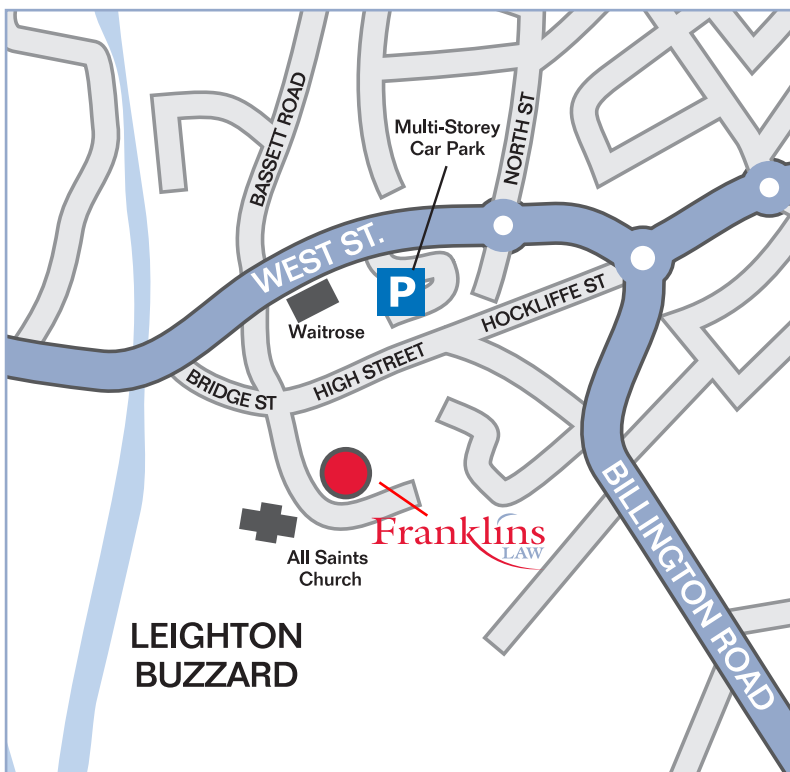 BASSETT ROAD
Multi-Storey
Car Park
NORTH ST
WEST ST.
P
Waitrose
HOCKLIFFE ST
HIGH STREET
BRIDGE ST
Franklins
LAW
All Saints
Church
BILLINGTON ROAD
LEIGHTON
BUZZARD